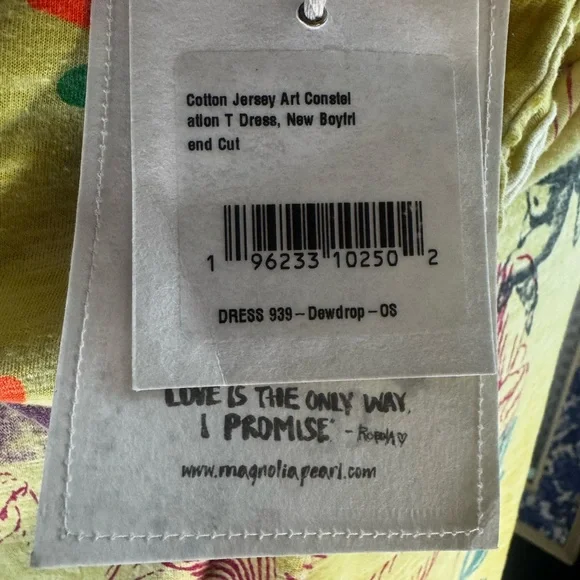 Cotton Jersey Art Constel
ation T Dress, New Boyfri
end Cut
1 96233 10250 2
DRESS 939-Dewdrop-OS
LOVE IS THE ONLY WAY.
I PROMISE. -ROBOLA♡
www.magnoliapearl.com